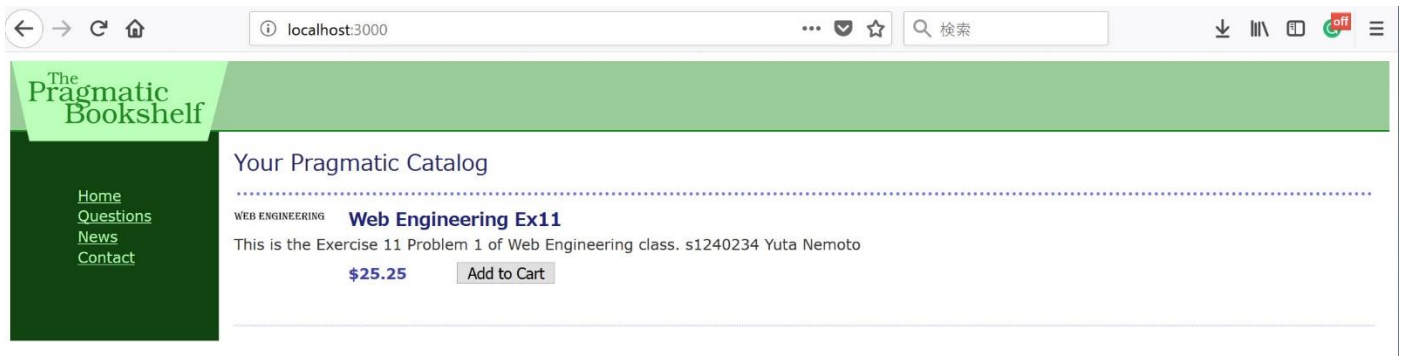 localhost:3000
検索
off
The
Pragmatic
Bookshelf
Home
Questions
News
Contact
Your Pragmatic Catalog
WEB ENGINEERING
Web Engineering Ex11
This is the Exercise 11 Problem 1 of Web Engineering class. s1240234 Yuta Nemoto
$25.25 Add to Cart